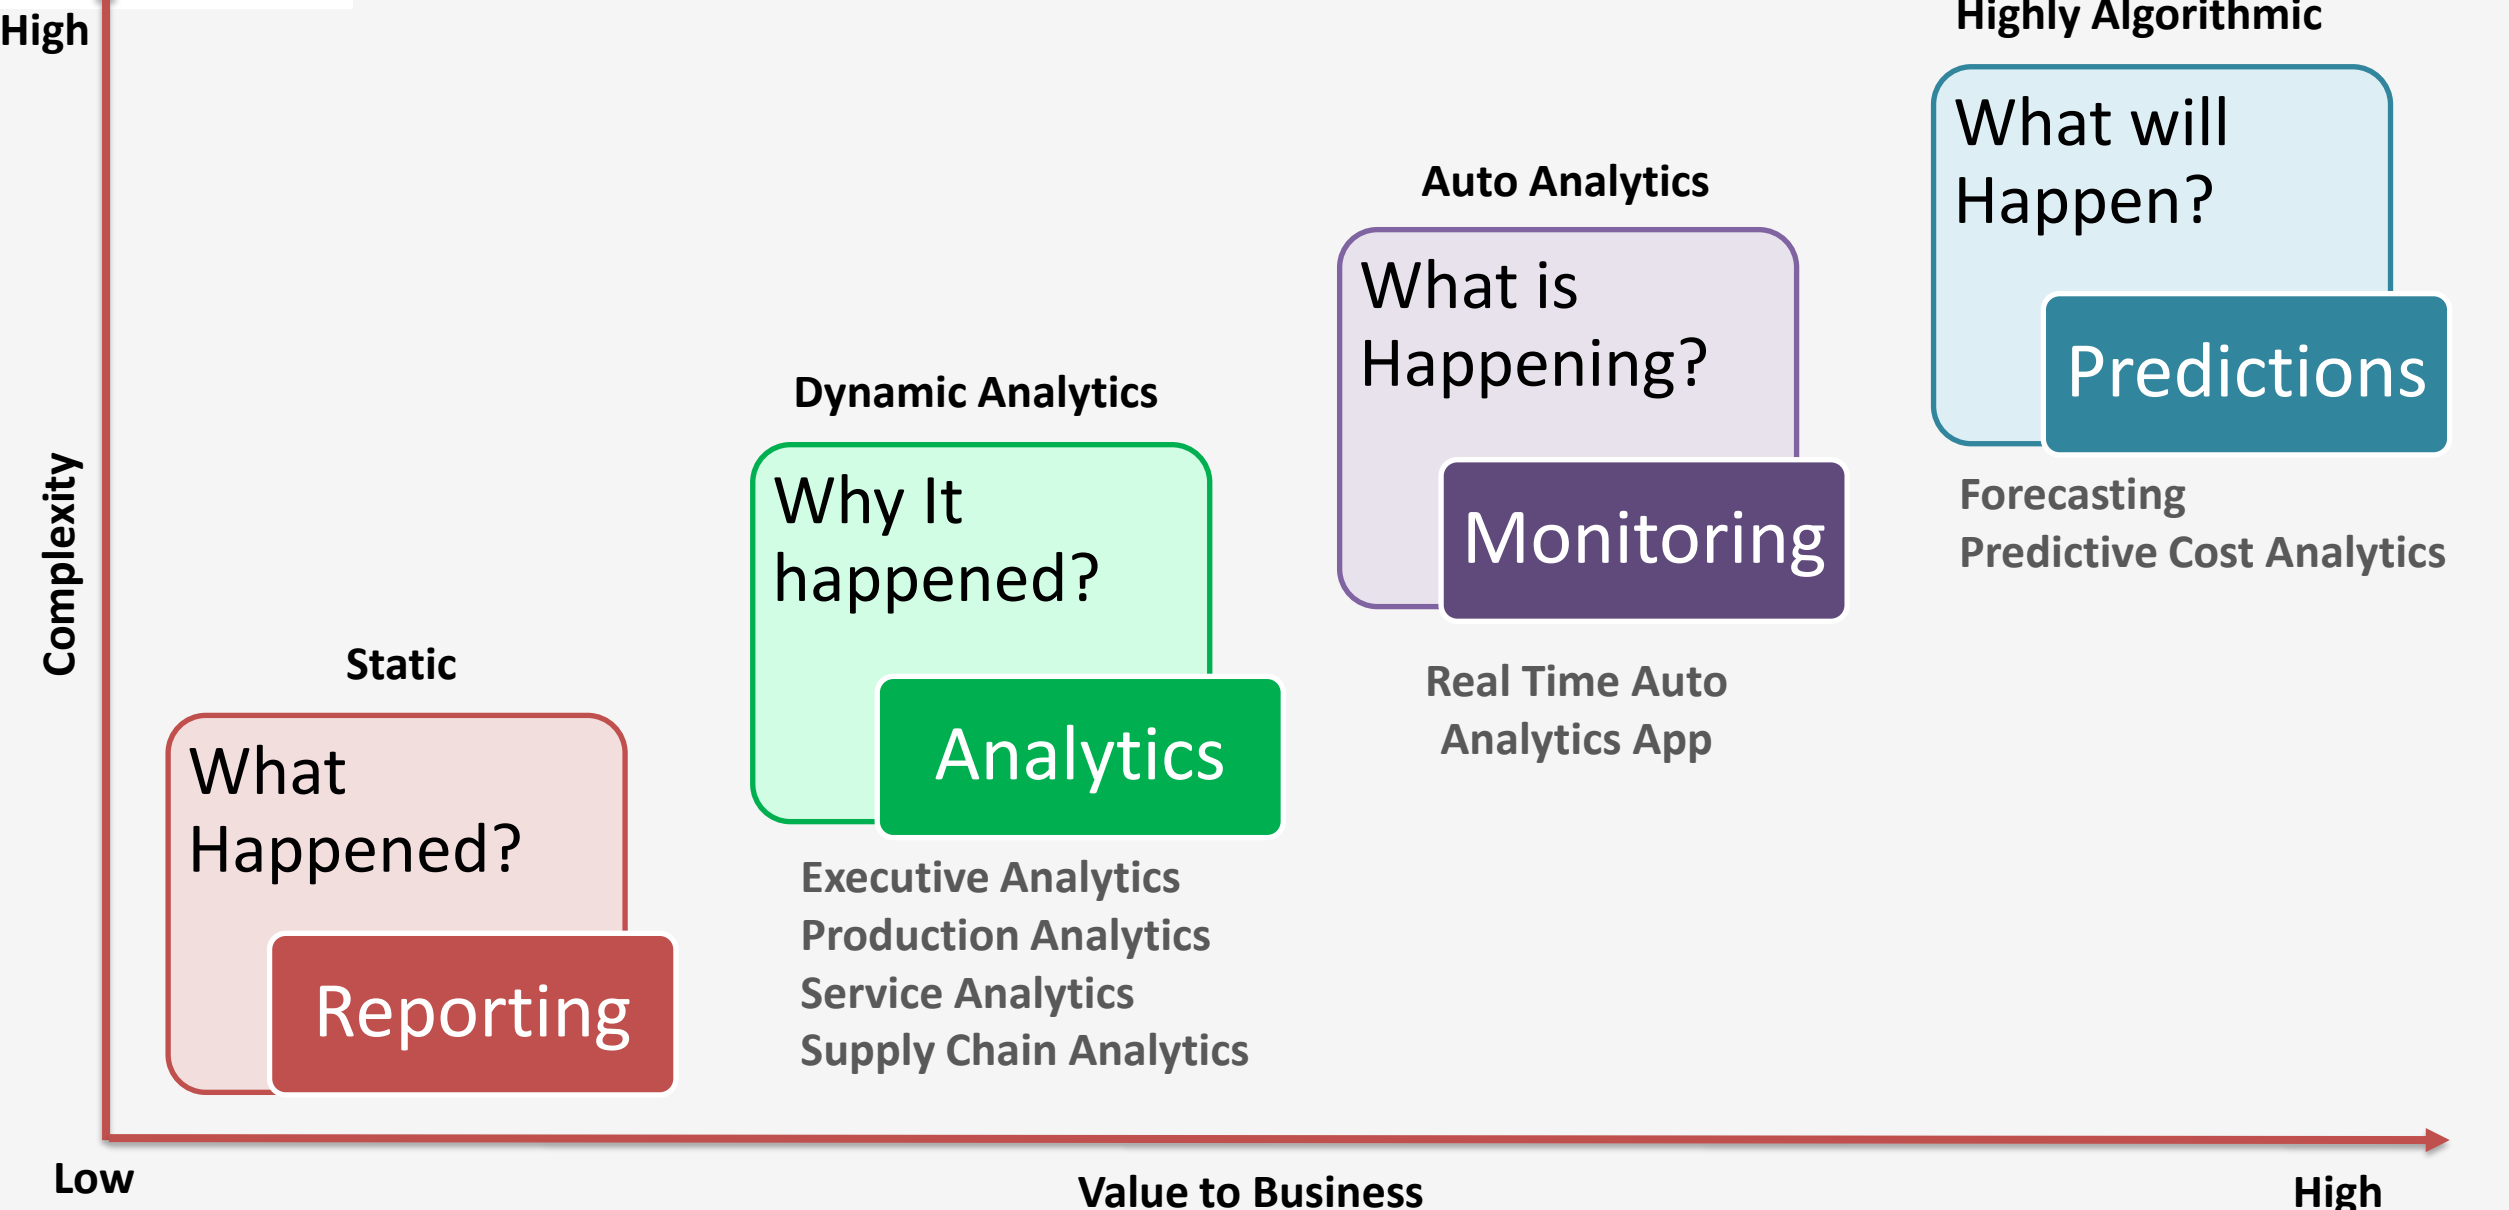 High
Highly Algorithmic
What will
Happen?
Predictions
Forecasting
Predictive Cost Analytics
Auto Analytics
What is
Happening?
Monitoring
Real Time Auto
Analytics App
Dynamic Analytics
Why It
happened?
Analytics
Executive Analytics
Production Analytics
Service Analytics
Supply Chain Analytics
Complexity
Static
What
Happened?
Reporting
Low
Value to Business
High